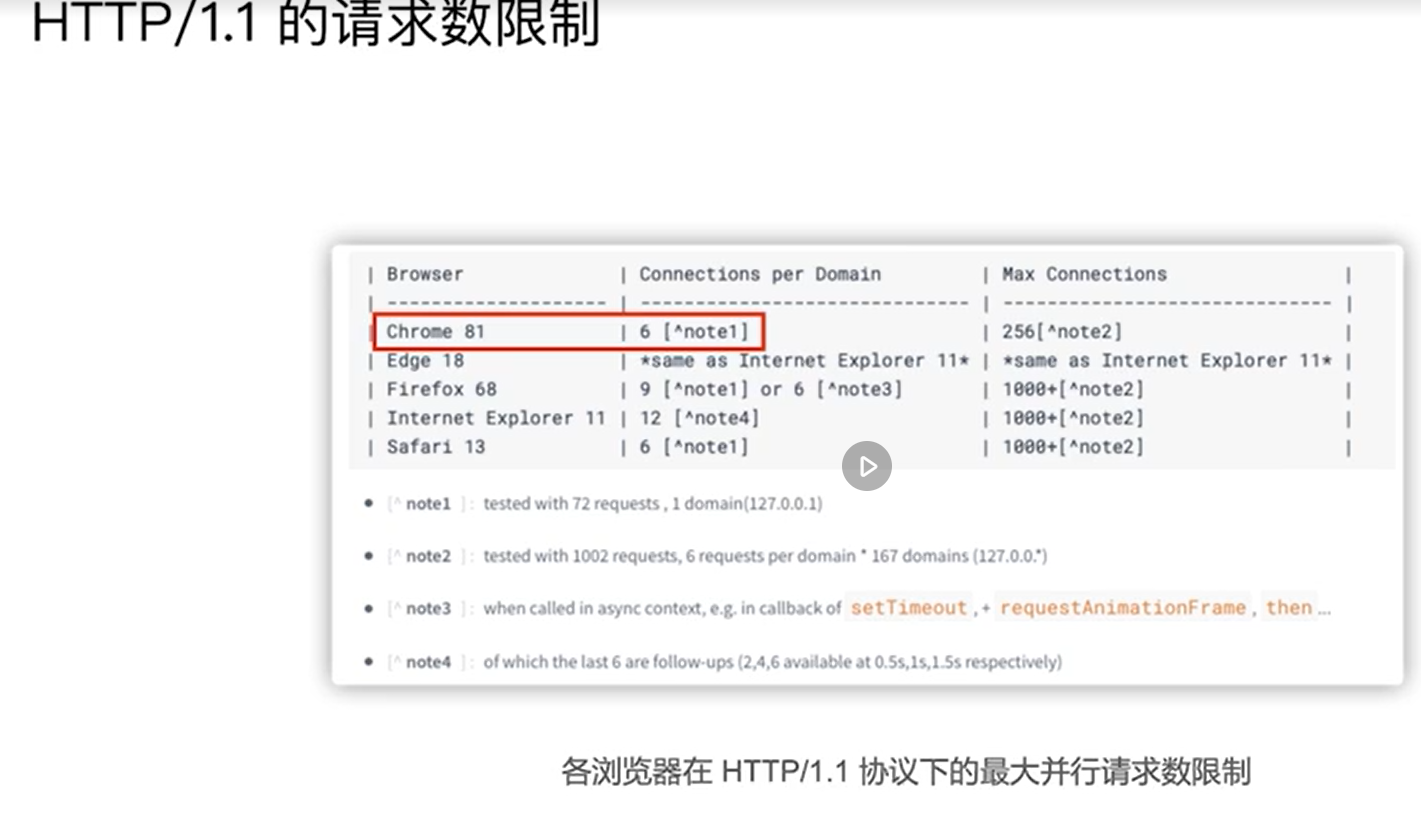 HTTP/1.1 的请求数限制
| Browser | Connections per Domain | Max Connections |
| -------------------- | ------------------------------ | ------------------------------ |
| Chrome 81 | 6 [^note1] | 256[^note2] |
| Edge 18 | *same as Internet Explorer 11* | *same as Internet Explorer 11* |
| Firefox 68 | 9 [^note1] or 6 [^note3] | 1000+[^note2] |
| Internet Explorer 11 | 12 [^note4] | 1000+[^note2] |
| Safari 13 | 6 [^note1] | 1000+[^note2] |
• [^ note1 ]: tested with 72 requests , 1 domain(127.0.0.1)
• [^ note2 ]: tested with 1002 requests, 6 requests per domain * 167 domains (127.0.0.*)
• [^ note3 ]: when called in async context, e.g. in callback of setTimeout , + requestAnimationFrame , then ...
• [^ note4 ]: of which the last 6 are follow-ups (2,4,6 available at 0.5s,1s,1.5s respectively)
各浏览器在 HTTP/1.1 协议下的最大并行请求数限制